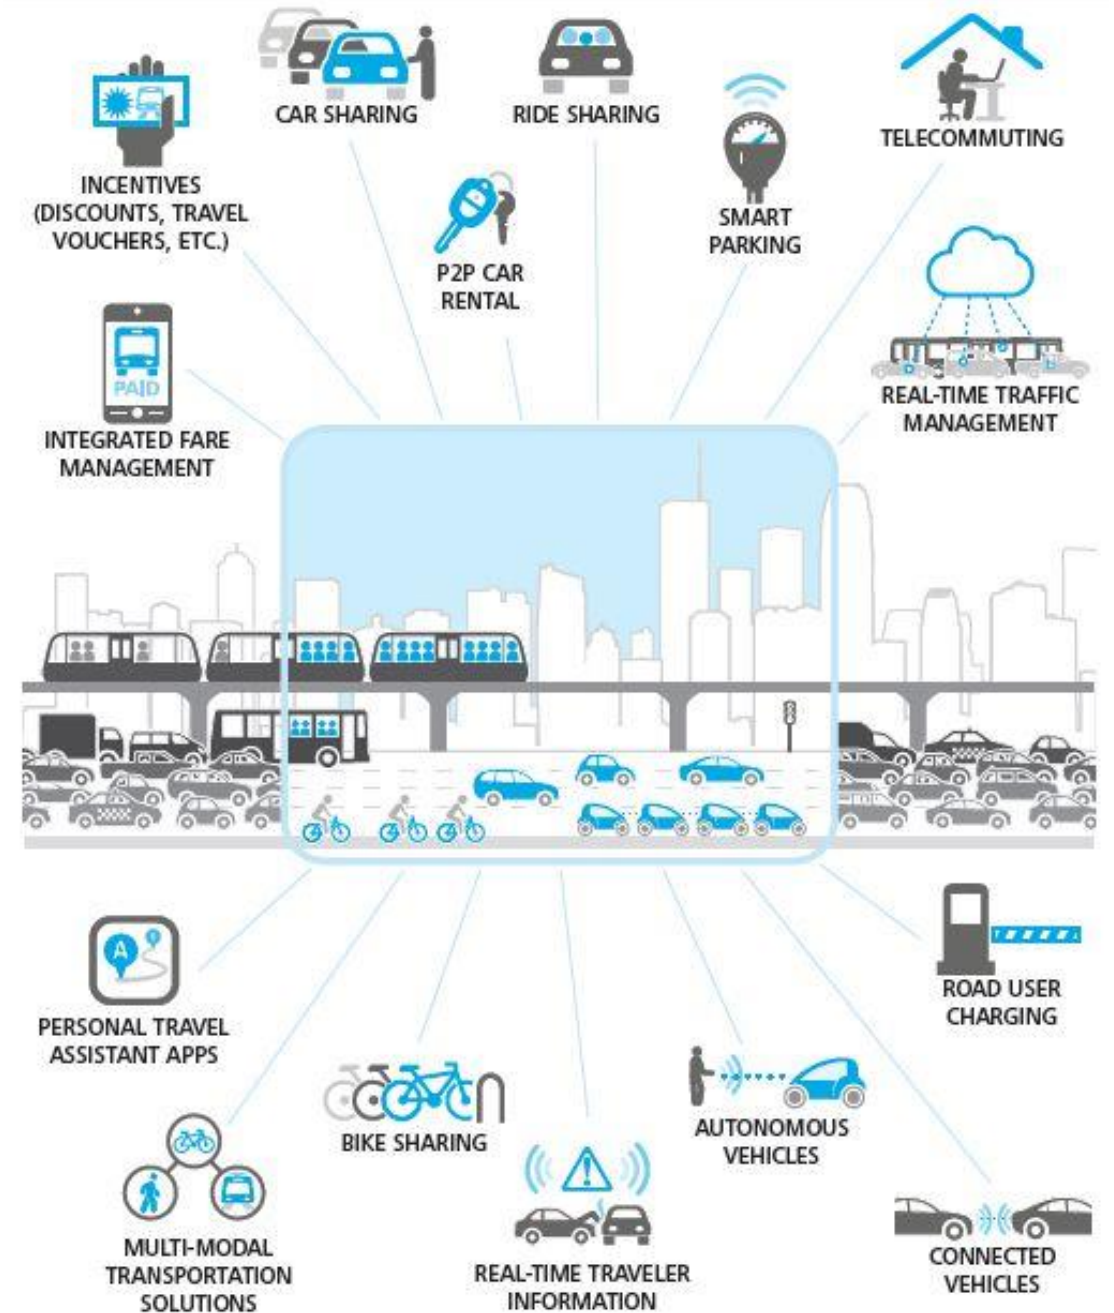 CAR SHARING
RIDE SHARING
TELECOMMUTING
INCENTIVES
(DISCOUNTS, TRAVEL
VOUCHERS, ETC.)
SMART
PARKING
P2P CAR
RENTAL
PAID
INTEGRATED FARE
MANAGEMENT
REAL-TIME TRAFFIC
MANAGEMENT
A
PERSONAL TRAVEL
ASSISTANT APPS
ROAD USER
CHARGING
BIKE SHARING
AUTONOMOUS
VEHICLES
MULTI-MODAL
TRANSPORTATION
SOLUTIONS
REAL-TIME TRAVELER
INFORMATION
CONNECTED
VEHICLES